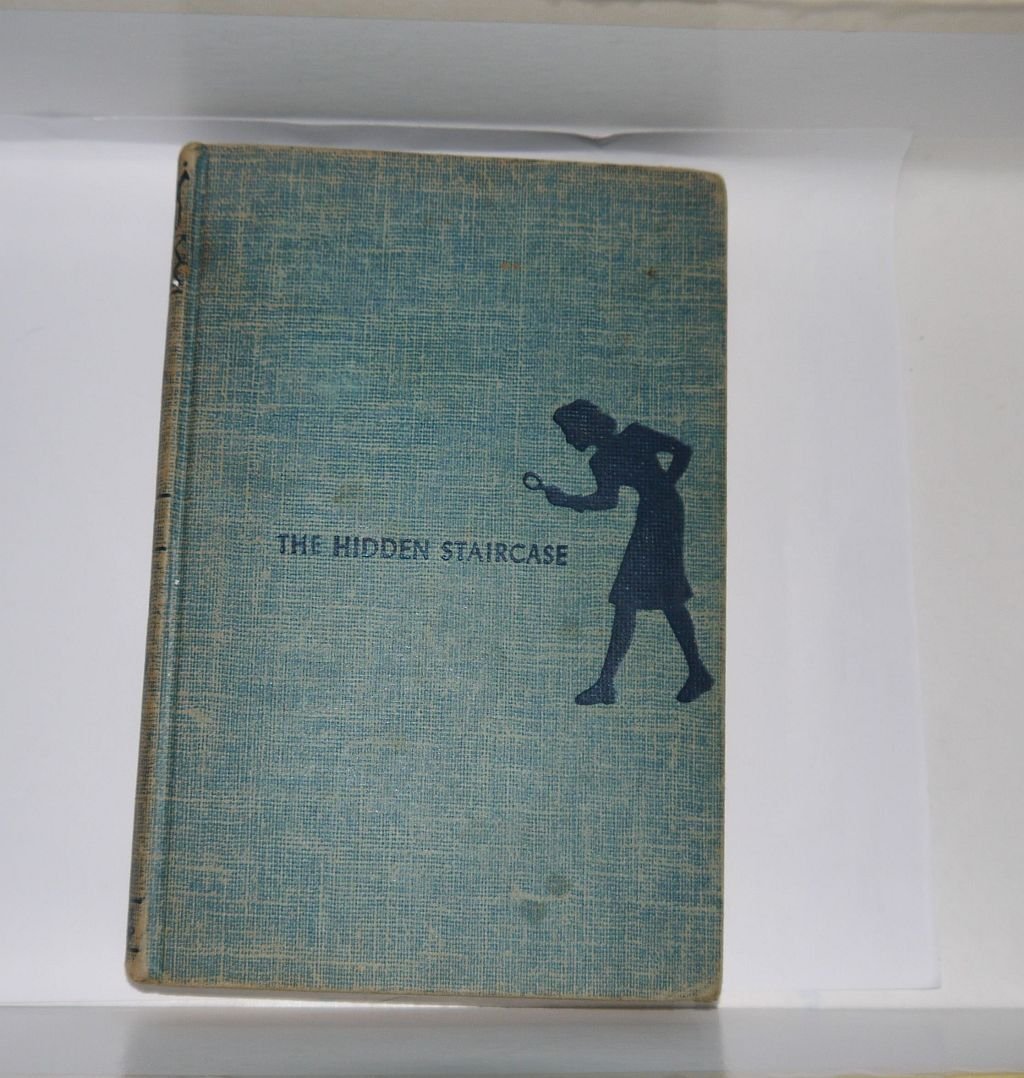 THE HIDDEN STAIRCASE